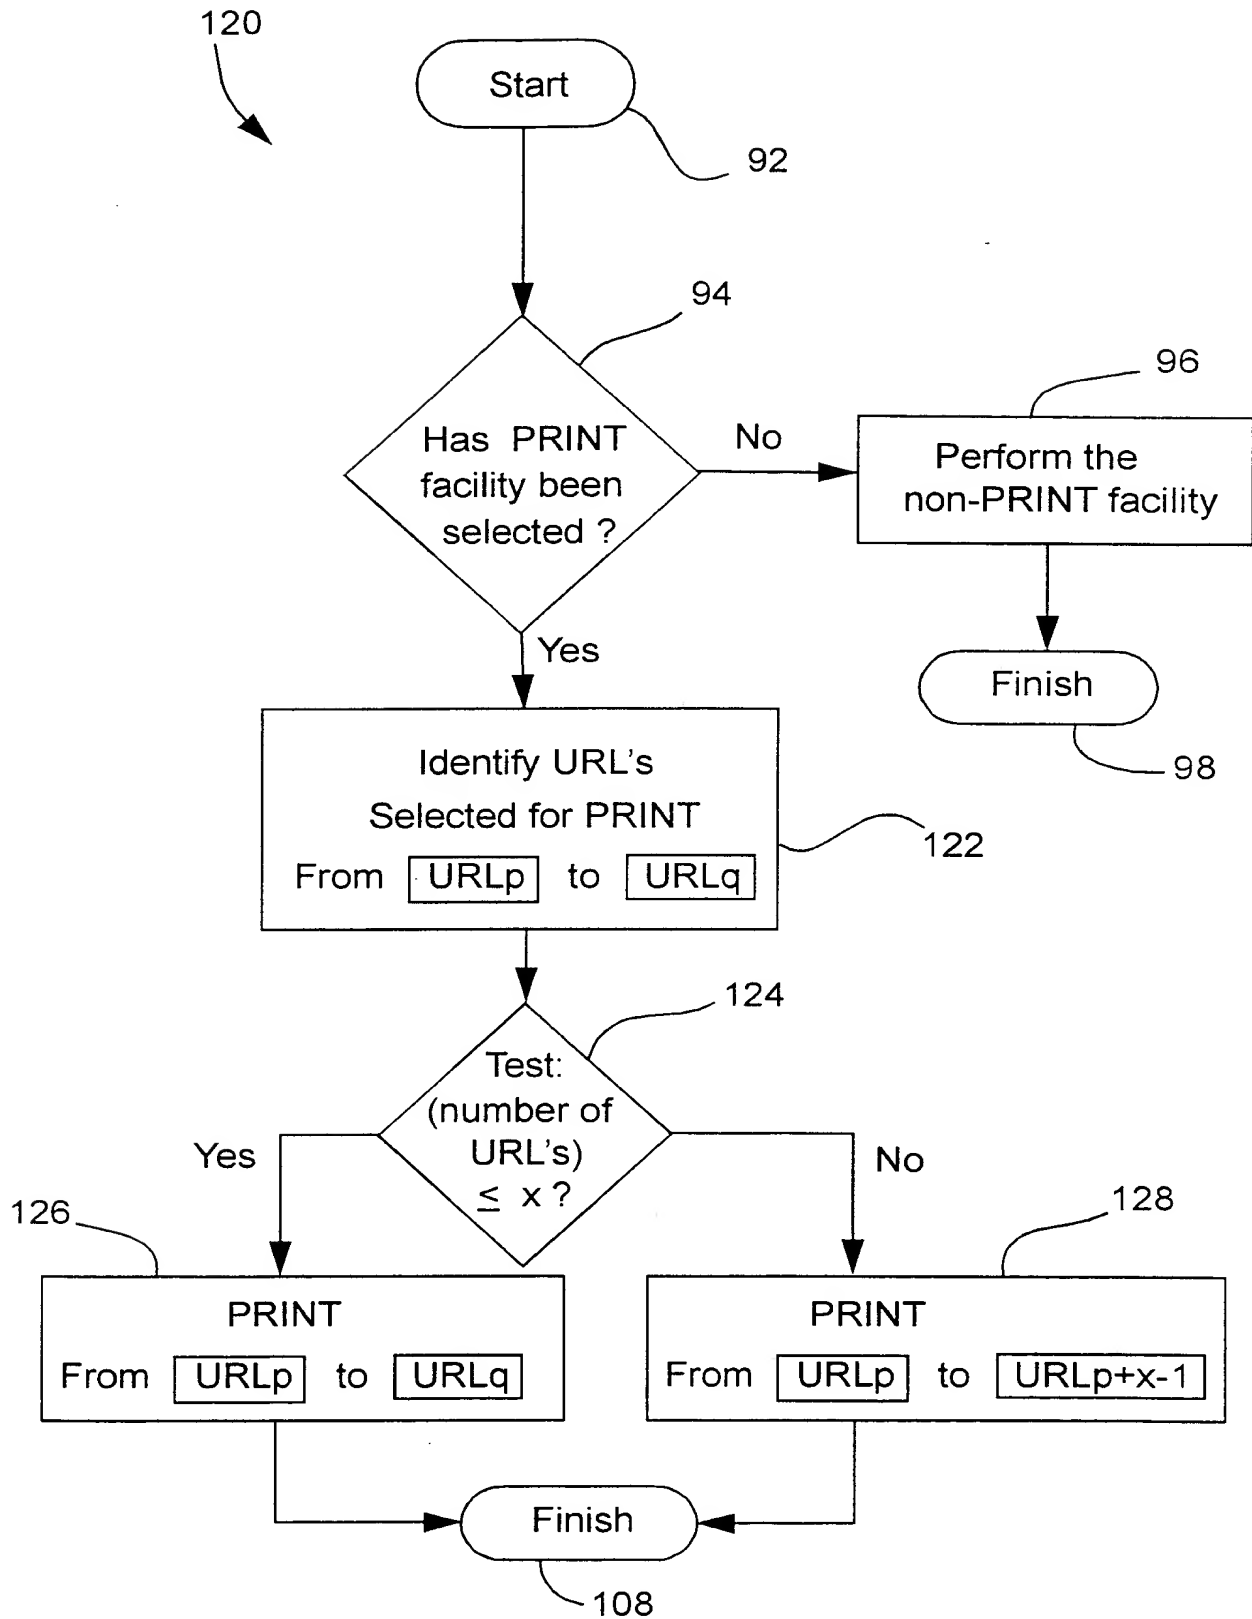 120
Start
92
94
Has PRINT
facility been
selected ?
No
96
Perform the
non-PRINT facility
Yes
Finish
98
Identify URL's
Selected for PRINT
From URLp to URLq
122
124
Test:
(number of
URL's)
≤ x ?
Yes
No
126
128
PRINT
From URLp to URLq
PRINT
From URLp to URLp+x-1
Finish
108